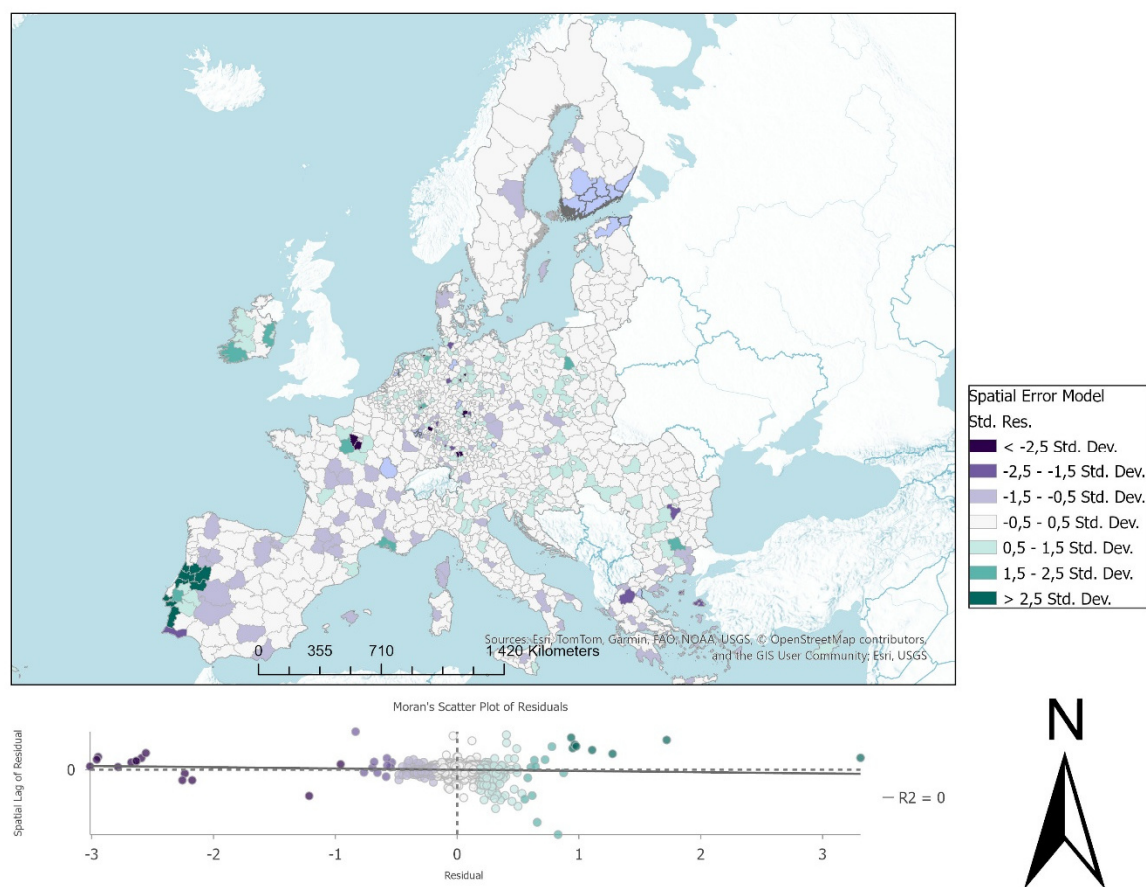 Sources: Esri, TomTom, Garmin, FAO, NOAA, USGS, © OpenStreetMap contributors,
and the GIS User Community; Esri, USGS
0 355 710 1 420 Kilometers
Spatial Error Model
Std. Res.
< -2,5 Std. Dev.
-2,5 - -1,5 Std. Dev.
-1,5 - -0,5 Std. Dev.
-0,5 - 0,5 Std. Dev.
0,5 - 1,5 Std. Dev.
1,5 - 2,5 Std. Dev.
> 2,5 Std. Dev.
Moran's Scatter Plot of Residuals
Spatial Lag of Residual
0
-3 -2 -1 0 1 2 3
Residual
R2 = 0
N